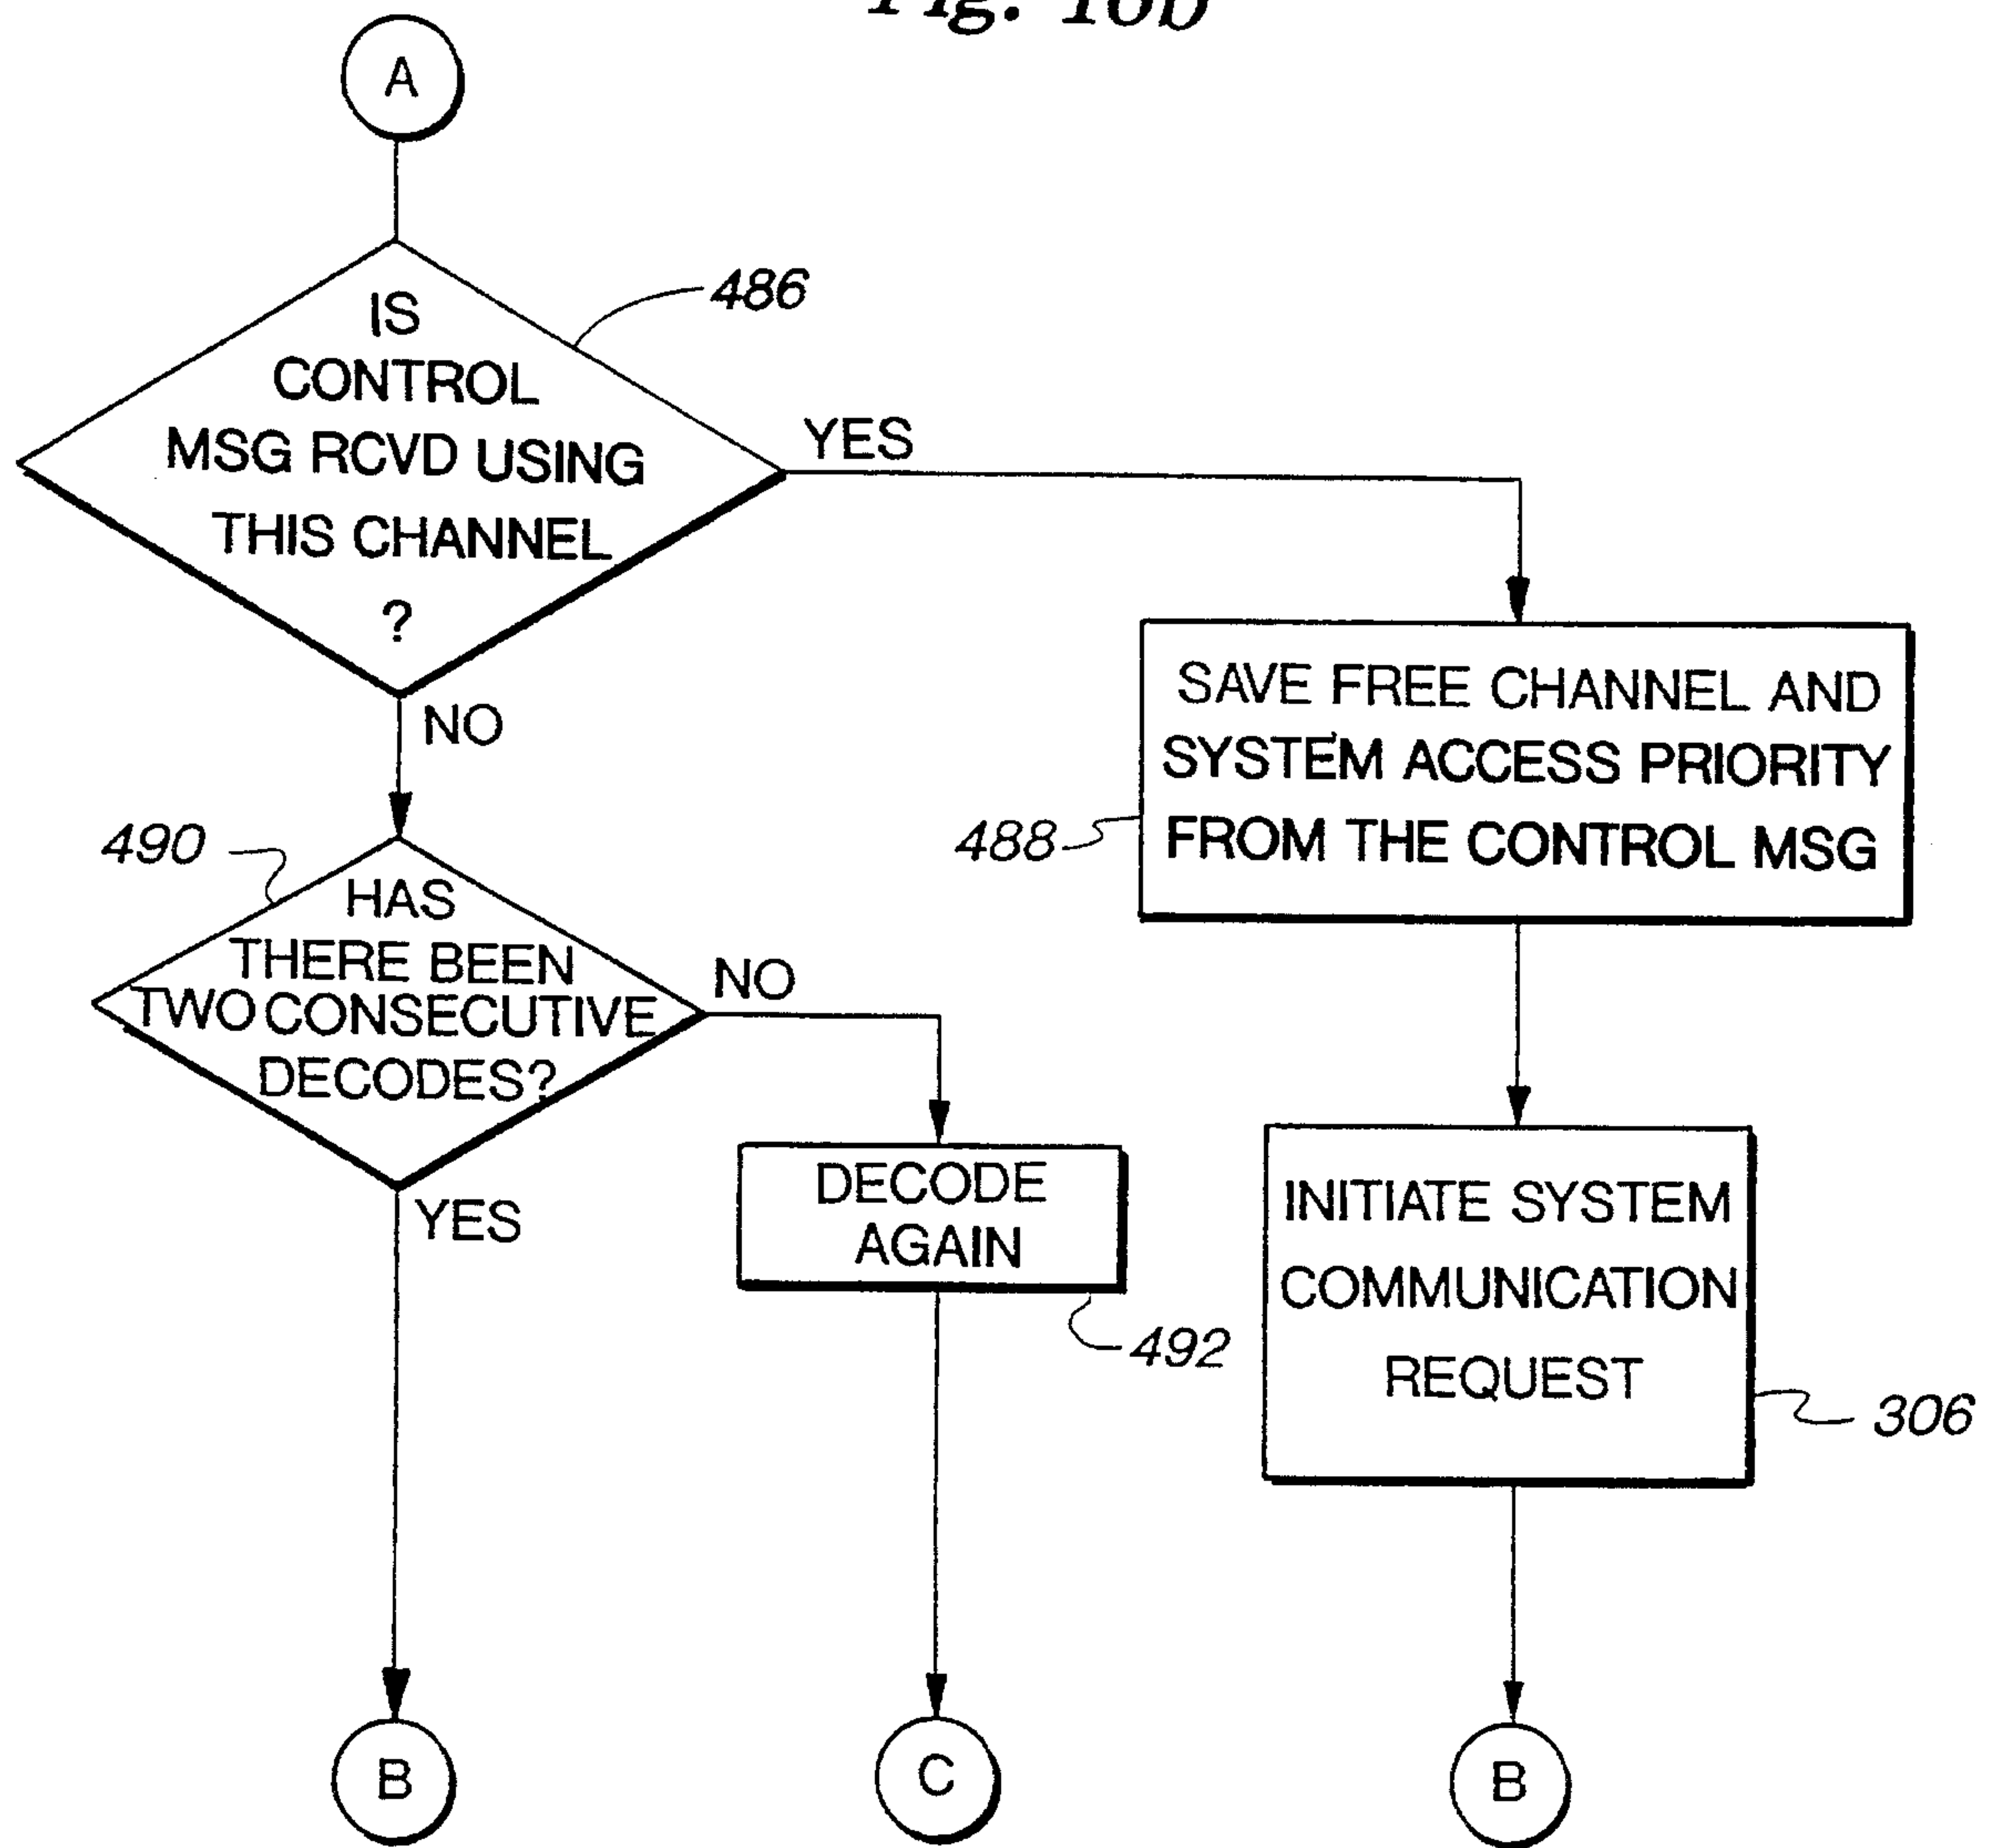 Fig. 16b
A
IS
CONTROL
MSG RCVD USING
THIS CHANNEL
?
486
YES
NO
SAVE FREE CHANNEL AND
SYSTEM ACCESS PRIORITY
FROM THE CONTROL MSG
488
490
HAS
THERE BEEN
TWO CONSECUTIVE
DECODES?
NO
YES
DECODE
AGAIN
492
INITIATE SYSTEM
COMMUNICATION
REQUEST
306
B
C
B